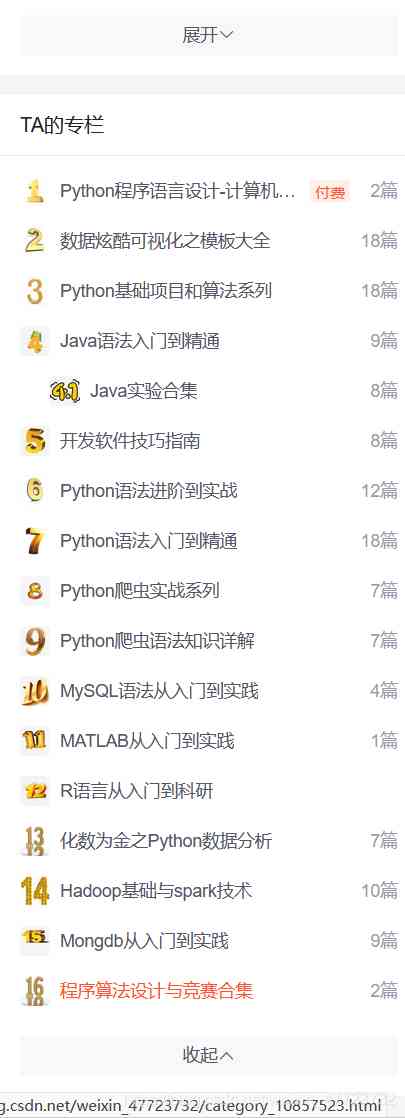 展开
TA的专栏
1 Python程序语言设计-计算机... 付费 2篇
2 数据炫酷可视化之模板大全 18篇
3 Python基础项目和算法系列 18篇
4 Java语法入门到精通 9篇
4.1 Java实验合集 8篇
5 开发软件技巧指南 8篇
6 Python语法进阶到实战 12篇
7 Python语法入门到精通 18篇
8 Python爬虫实战系列 7篇
9 Python爬虫语法知识详解 7篇
10 MySQL语法从入门到实践 4篇
11 MATLAB从入门到实践 1篇
12 R语言从入门到科研
13 化数为金之Python数据分析 7篇
14 Hadoop基础与spark技术 10篇
15 Mongdb从入门到实践 9篇
16 程序算法设计与竞赛合集 2篇
收起
g.csdn.net/weixin_47723732/category_10857523.html